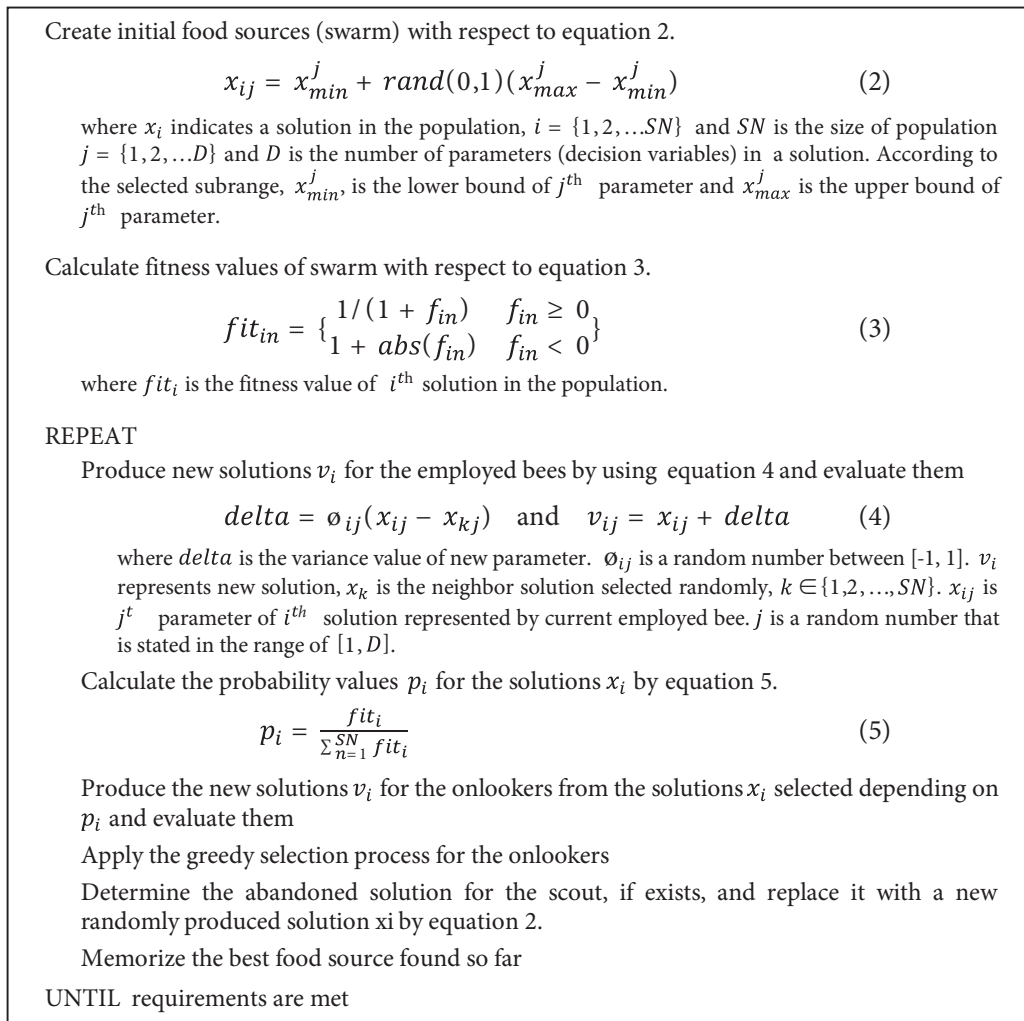 Create initial food sources (swarm) with respect to equation 2.
x_{ij} = x_{min}^{j} + rand(0,1)(x_{max}^{j} − x_{min}^{j}) (2)
where x_i indicates a solution in the population, i = {1, 2, …SN} and SN is the size of population
j = {1, 2, …D} and D is the number of parameters (decision variables) in a solution. According to
the selected subrange, x_{min}^{j}, is the lower bound of j^{th} parameter and x_{max}^{j} is the upper bound of
j^{th} parameter.
Calculate fitness values of swarm with respect to equation 3.
fit_{in} = { 1/(1 + f_{in}) f_{in} ≥ 0
1 + abs(f_{in}) f_{in} < 0 } (3)
where fit_i is the fitness value of i^{th} solution in the population.
REPEAT
Produce new solutions v_i for the employed bees by using equation 4 and evaluate them
delta = ø_{ij}(x_{ij} − x_{kj}) and v_{ij} = x_{ij} + delta (4)
where delta is the variance value of new parameter. ø_{ij} is a random number between [-1, 1]. v_i
represents new solution, x_k is the neighbor solution selected randomly, k ∈ {1,2, …, SN}. x_{ij} is
j^{t} parameter of i^{th} solution represented by current employed bee. j is a random number that
is stated in the range of [1, D].
Calculate the probability values p_i for the solutions x_i by equation 5.
p_i = fit_i / ∑_{n=1}^{SN} fit_i (5)
Produce the new solutions v_i for the onlookers from the solutions x_i selected depending on
p_i and evaluate them
Apply the greedy selection process for the onlookers
Determine the abandoned solution for the scout, if exists, and replace it with a new
randomly produced solution xi by equation 2.
Memorize the best food source found so far
UNTIL requirements are met